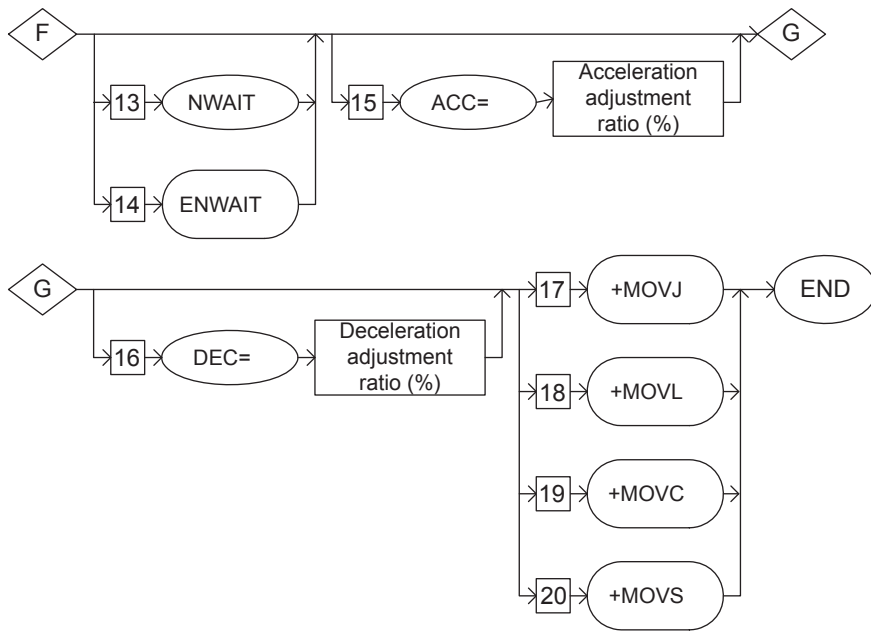 F
G
13
NWAIT
15
ACC=
Acceleration
adjustment
ratio (%)
14
ENWAIT
G
17
+MOVJ
END
16
DEC=
Deceleration
adjustment
ratio (%)
18
+MOVL
19
+MOVC
20
+MOVS